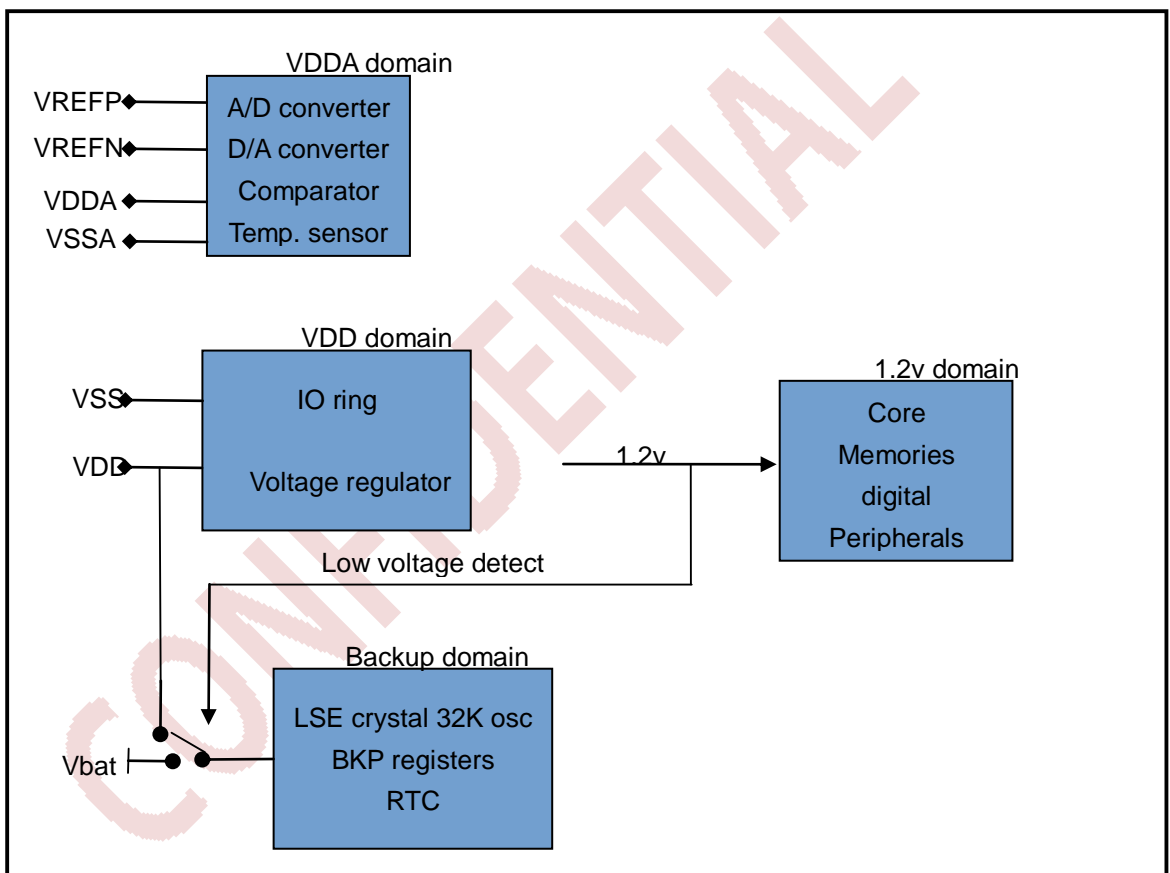 VDDA domain
VREFP
VREFN
VDDA
VSSA
A/D converter
D/A converter
Comparator
Temp. sensor
VDD domain
VSS
VDD
IO ring
Voltage regulator
1.2v
1.2v domain
Core
Memories
digital
Peripherals
Low voltage detect
Backup domain
Vbat
LSE crystal 32K osc
BKP registers
RTC
CONFIDENTIAL